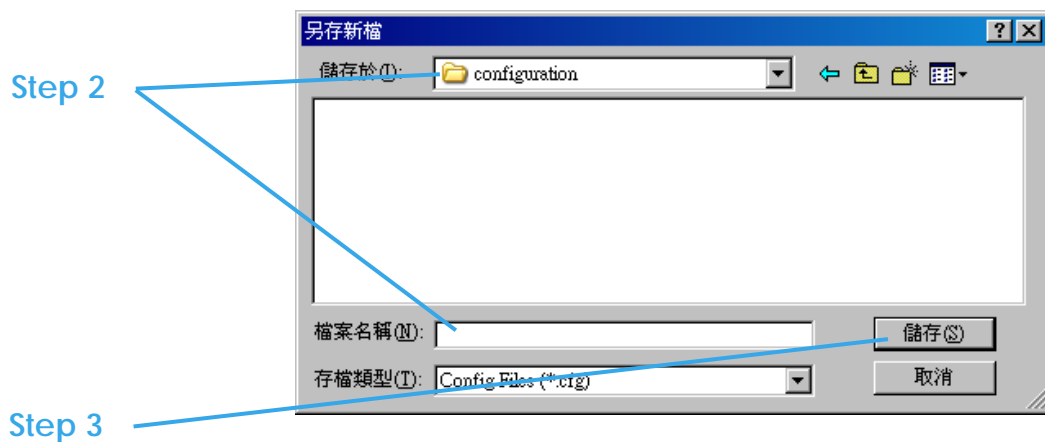 另存新檔
儲存於(I): configuration
Step 2
檔案名稱(N): 儲存(S)
存檔類型(T): Config Files (*.cfg) 取消
Step 3